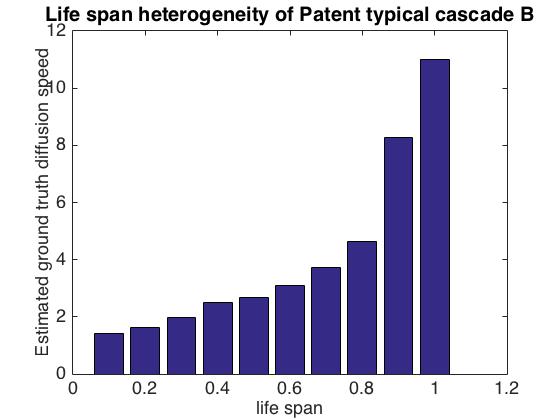 Life span heterogeneity of Patent typical cascade B
Estimated ground truth diffusion speed
12
10
8
6
4
2
0
0 0.2 0.4 0.6 0.8 1 1.2
life span